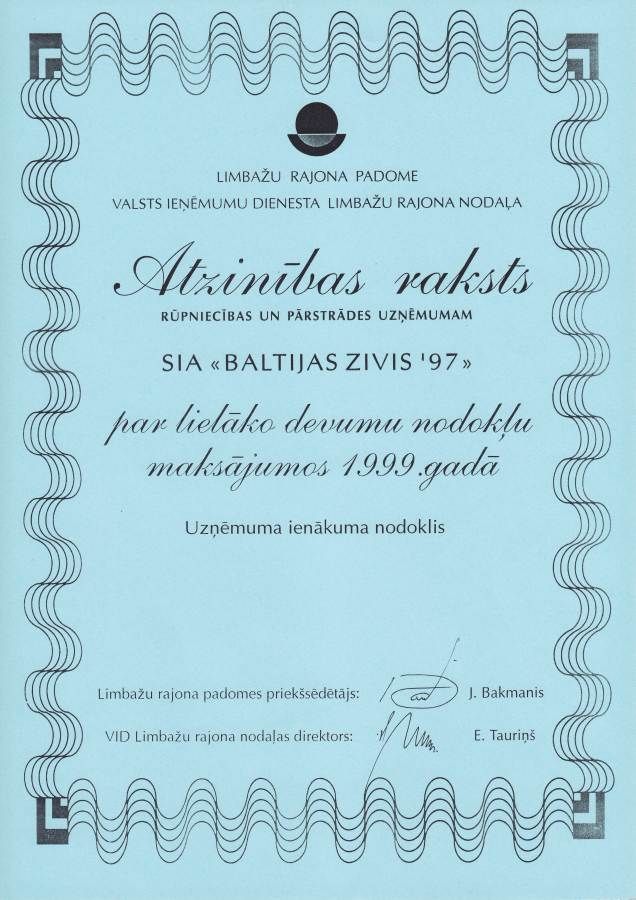 LIMBAŽU RAJONA PADOME
VALSTS IEŅĒMUMU DIENESTA LIMBAŽU RAJONA NODAĻA
Atzinības raksts
RŪPNIECĪBAS UN PĀRSTRĀDES UZŅĒMUMAM
SIA «BALTIJAS ZIVIS '97»
par lielāko devumu nodokļu
maksājumos 1999.gadā
Uzņēmuma ienākuma nodoklis
Limbažu rajona padomes priekšsēdētājs: J. Bakmanis
VID Limbažu rajona nodaļas direktors: E. Tauriņš